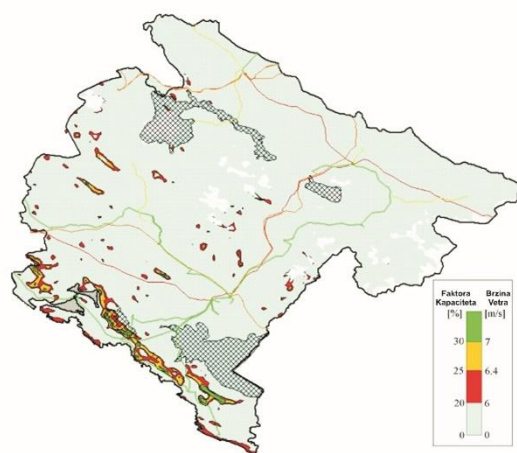 Faktora Brzina
Kapaciteta Vetra
[%] [m/s]
30 7
25 6.4
20 6
0 0